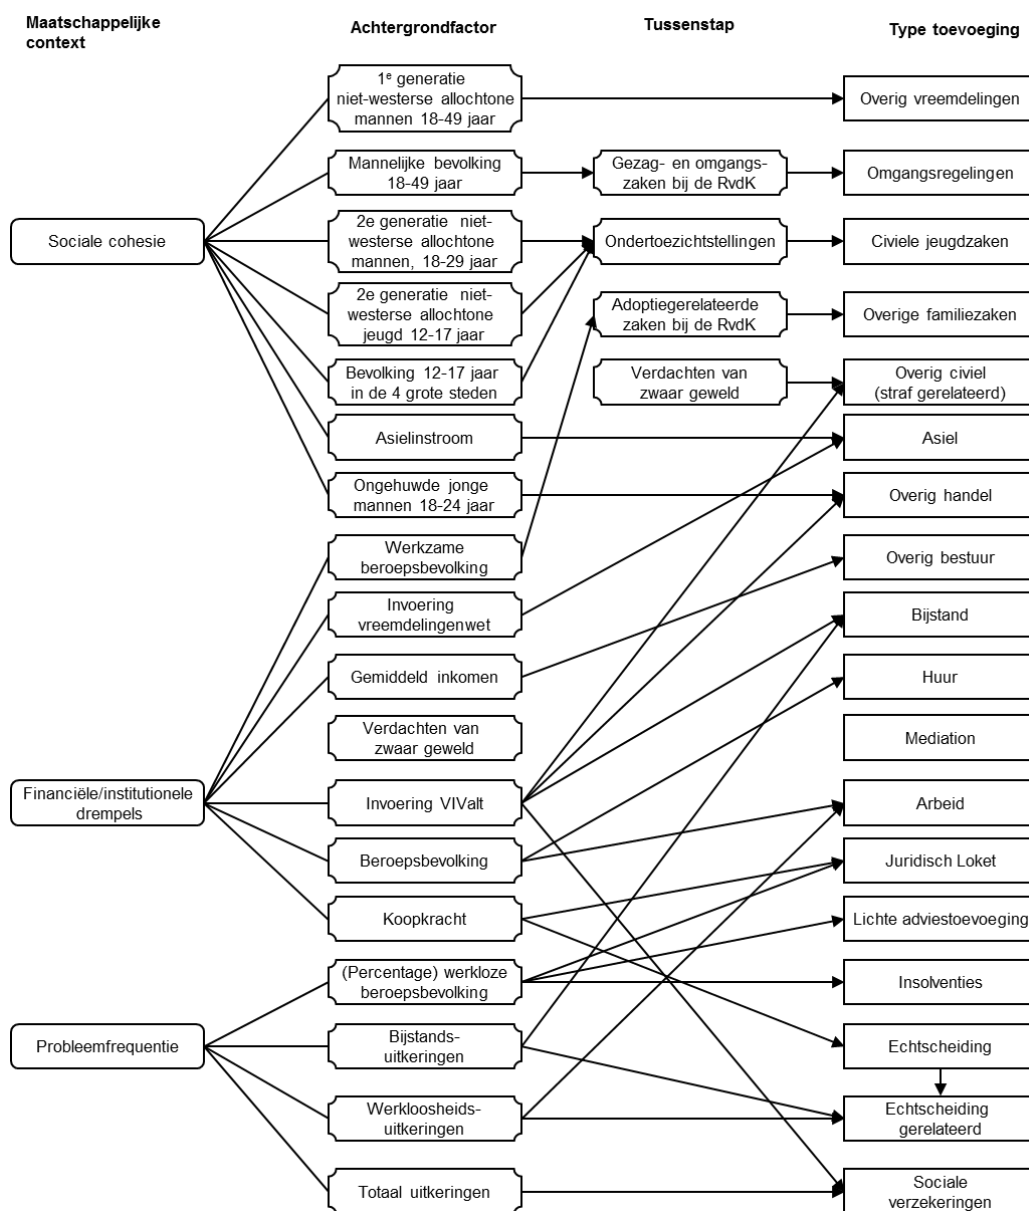 Maatschappelijke
context
Achtergrondfactor
Tussenstap
Type toevoeging
1e generatie
niet-westerse allochtone
mannen 18-49 jaar
Overig vreemdelingen
Mannelijke bevolking
18-49 jaar
Gezag- en omgangs-
zaken bij de RvdK
Omgangsregelingen
Sociale cohesie
2e generatie niet-
westerse allochtone
mannen, 18-29 jaar
Ondertoezichtstellingen
Civiele jeugdzaken
2e generatie niet-
westerse allochtone
jeugd 12-17 jaar
Adoptiegerelateerde
zaken bij de RvdK
Overige familiezaken
Bevolking 12-17 jaar
in de 4 grote steden
Verdachten van
zwaar geweld
Overig civiel
(straf gerelateerd)
Asielinstroom
Asiel
Ongehuwde jonge
mannen 18-24 jaar
Overig handel
Werkzame
beroepsbevolking
Overig bestuur
Invoering
vreemdelingenwet
Bijstand
Gemiddeld inkomen
Huur
Verdachten van
zwaar geweld
Mediation
Financiële/institutionele
drempels
Invoering VIValt
Arbeid
Beroepsbevolking
Juridisch Loket
Koopkracht
Lichte adviestoevoeging
(Percentage) werkloze
beroepsbevolking
Insolventies
Probleemfrequentie
Bijstands-
uitkeringen
Echtscheiding
Werkloosheids-
uitkeringen
Echtscheiding
gerelateerd
Totaal uitkeringen
Sociale
verzekeringen